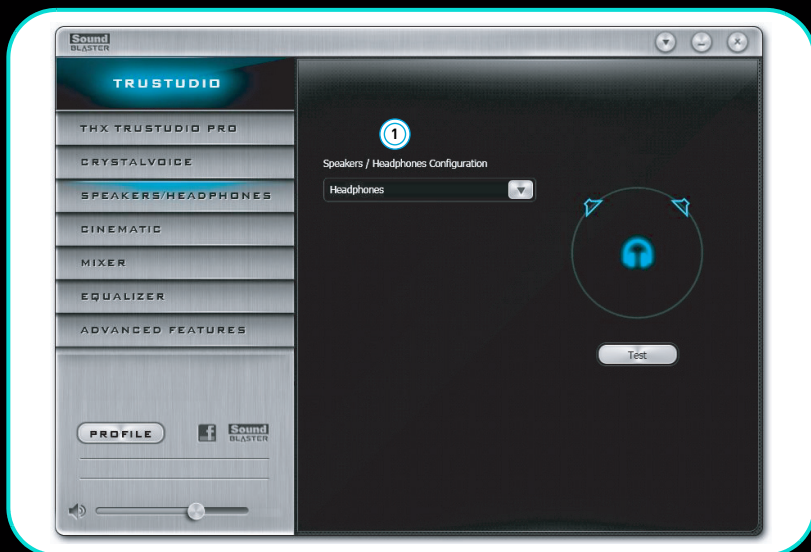 Sound
BLASTER
TRUSTUDIO
THX TRUSTUDIO PRO
CRYSTALVOICE
SPEAKERS/HEADPHONES
CINEMATIC
MIXER
EQUALIZER
ADVANCED FEATURES
PROFILE
f
Sound
BLASTER
1
Speakers / Headphones Configuration
Headphones
Test